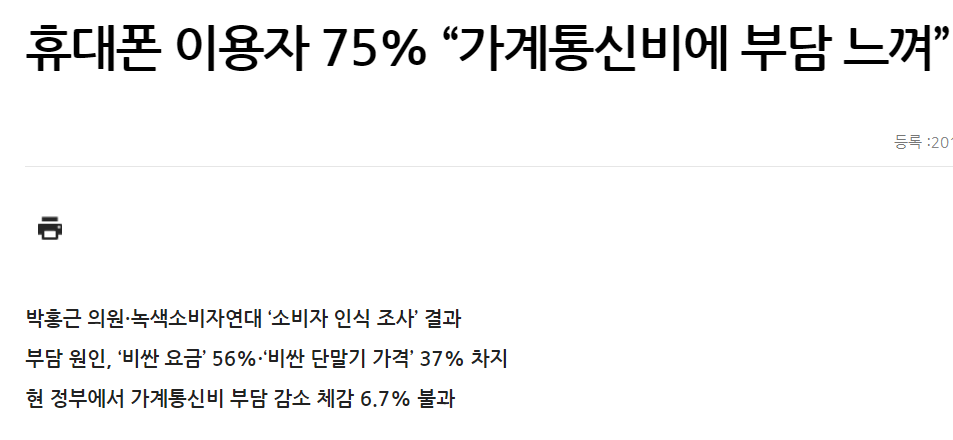 휴대폰 이용자 75% “가계통신비에 부담 느껴”
등록 :201
박홍근 의원·녹색소비자연대 ‘소비자 인식 조사’ 결과
부담 원인, ‘비싼 요금’ 56%·‘비싼 단말기 가격’ 37% 차지
현 정부에서 가계통신비 부담 감소 체감 6.7% 불과